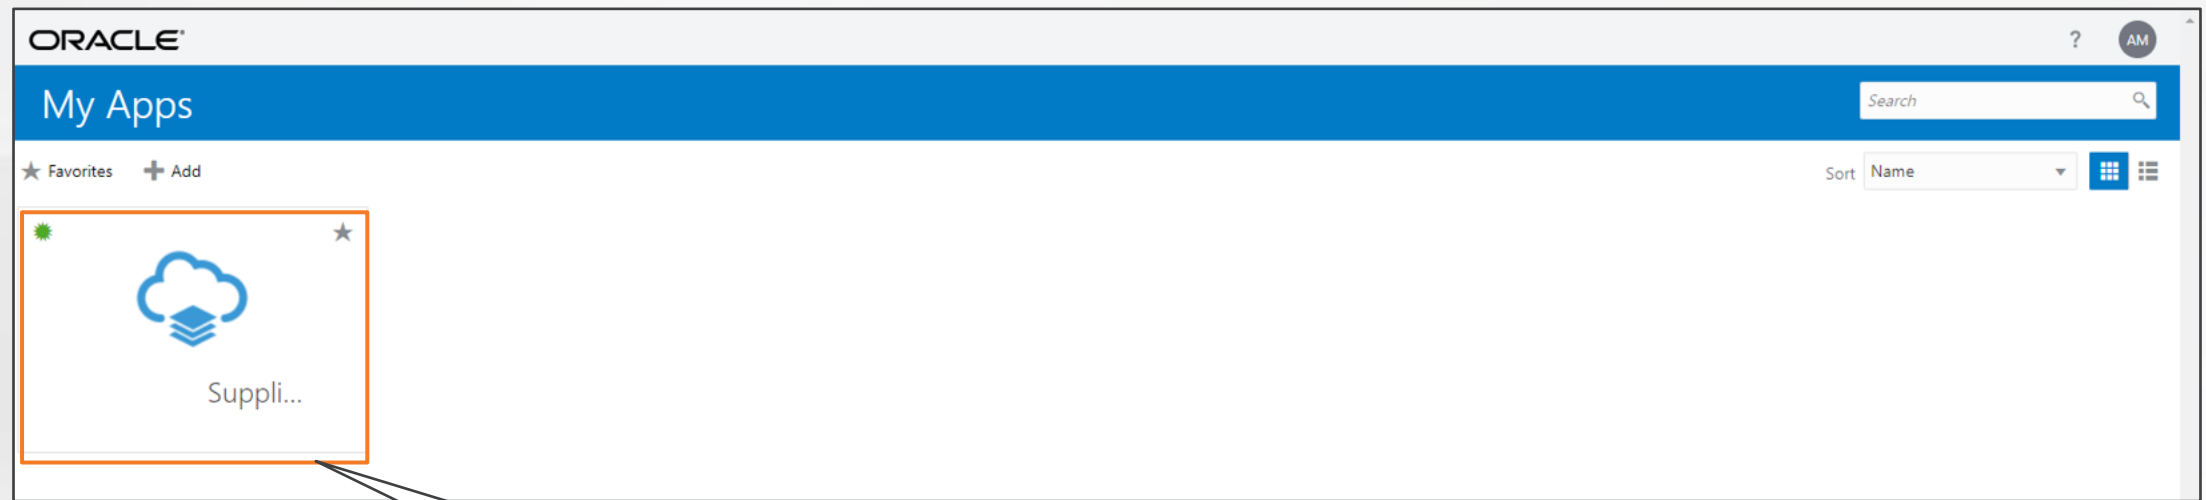 ORACLE
? AM
My Apps
Search
Favorites Add
Sort Name
Suppli...